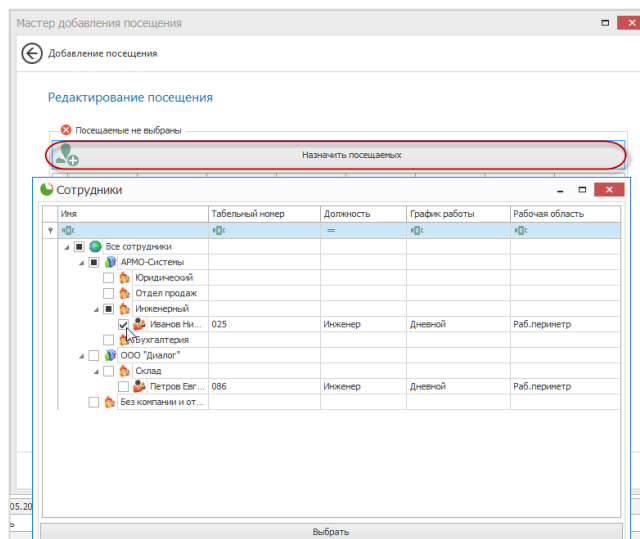 Мастер добавления посещения
Добавление посещения
Редактирование посещения
Посещаемые не выбраны
Назначить посещаемых
Сотрудники
Имя Табельный номер Должность График работы Рабочая область
Все сотрудники
АРМО-Системы
Юридический
Отдел продаж
Инженерный
Иванов Ни... 025 Инженер Дневной Раб.периметр
Бухгалтерия
ООО "Диалог"
Склад
Петров Евг... 086 Инженер Дневной Раб.периметр
Без компании и от...
05.20
Выбрать